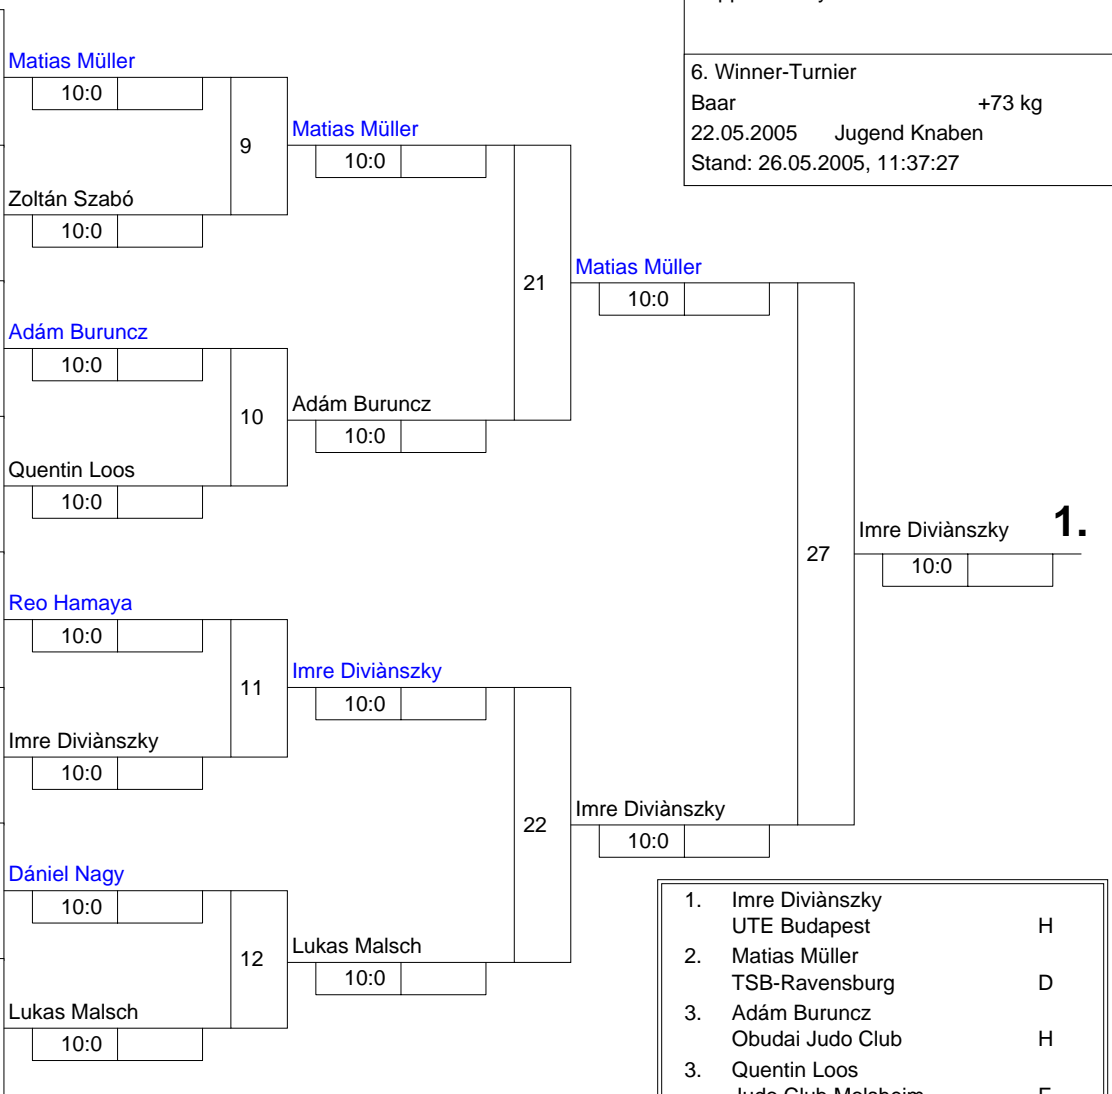 Matias Müller
10:0
9
Zoltán Szabó
10:0
Matias Müller
10:0
Adám Buruncz
10:0
10
Quentin Loos
10:0
Adám Buruncz
10:0
21
Matias Müller
10:0
Reo Hamaya
10:0
11
Imre Diviànszky
10:0
Imre Diviànszky
10:0
Dániel Nagy
10:0
12
Lukas Malsch
10:0
Lukas Malsch
10:0
22
Imre Diviànszky
10:0
27
Imre Diviànszky 1.
10:0
6. Winner-Turnier
Baar +73 kg
22.05.2005 Jugend Knaben
Stand: 26.05.2005, 11:37:27
1. Imre Diviànszky
UTE Budapest H
2. Matias Müller
TSB-Ravensburg D
3. Adám Buruncz
Obudai Judo Club H
3. Quentin Loos
Judo Club Molsheim F